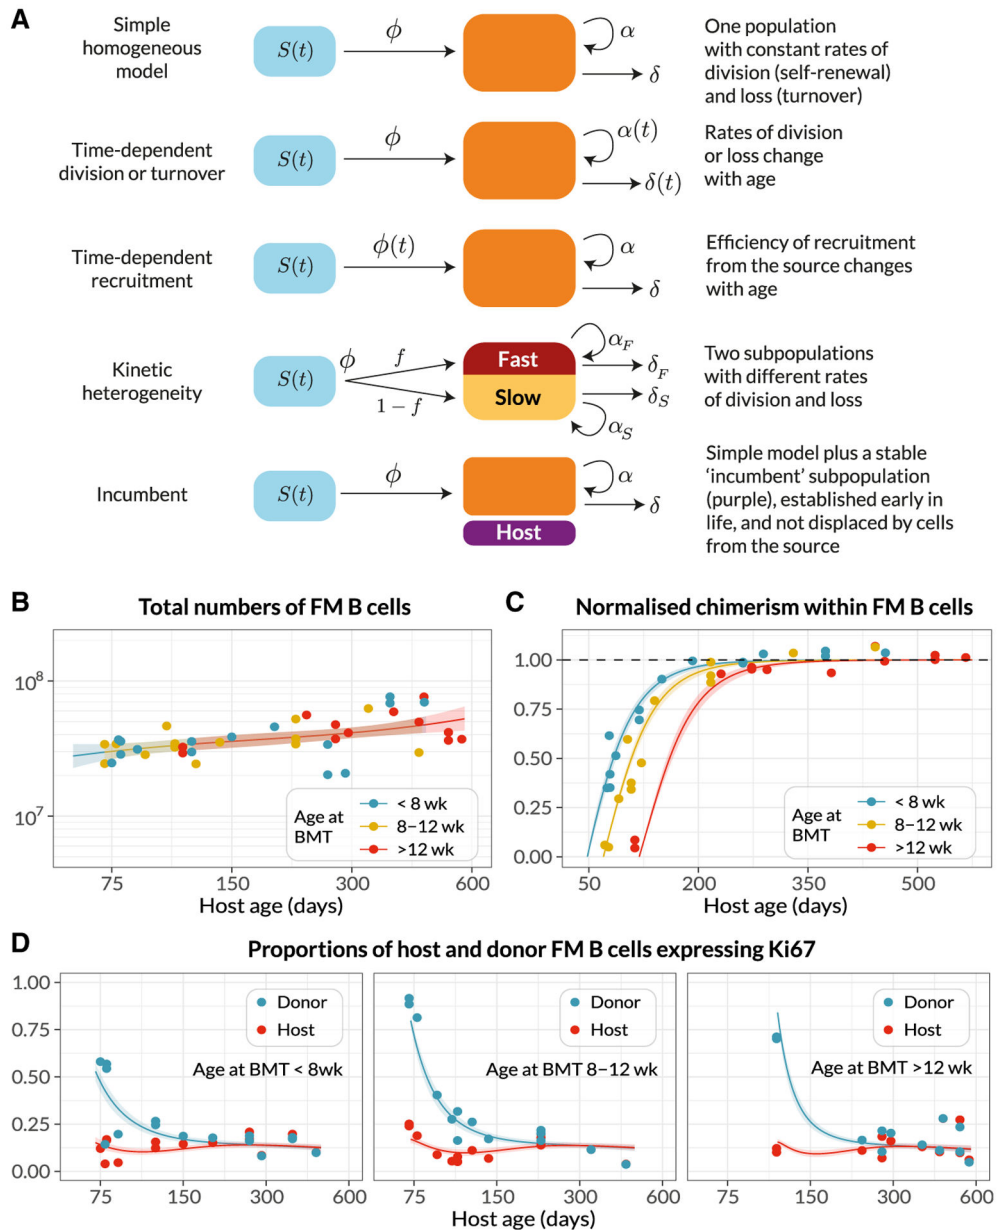 A
Simple
homogeneous
model
S(t)
ϕ
α
δ
One population
with constant rates of
division (self-renewal)
and loss (turnover)
Time-dependent
division or turnover
S(t)
ϕ
α(t)
δ(t)
Rates of division
or loss change
with age
Time-dependent
recruitment
S(t)
ϕ(t)
α
δ
Efficiency of recruitment
from the source changes
with age
Kinetic
heterogeneity
S(t)
ϕ
f
1 − f
Fast
Slow
α_F
δ_F
δ_S
α_S
Two subpopulations
with different rates
of division and loss
Incumbent
S(t)
ϕ
α
δ
Host
Simple model plus a stable
‘incumbent’ subpopulation
(purple), established early in
life, and not displaced by cells
from the source
B
Total numbers of FM B cells
10⁸
10⁷
Age at
BMT
< 8 wk
8–12 wk
>12 wk
75 150 300 600
Host age (days)
C
Normalised chimerism within FM B cells
1.00
0.75
0.50
0.25
0.00
Age at
BMT
< 8 wk
8–12 wk
>12 wk
50 200 350 500
Host age (days)
D
Proportions of host and donor FM B cells expressing Ki67
1.00
0.75
0.50
0.25
0.00
Donor
Host
Age at BMT < 8wk
75 150 300 600
Donor
Host
Age at BMT 8–12 wk
75 150 300 600
Donor
Host
Age at BMT >12 wk
75 150 300 600
Host age (days)